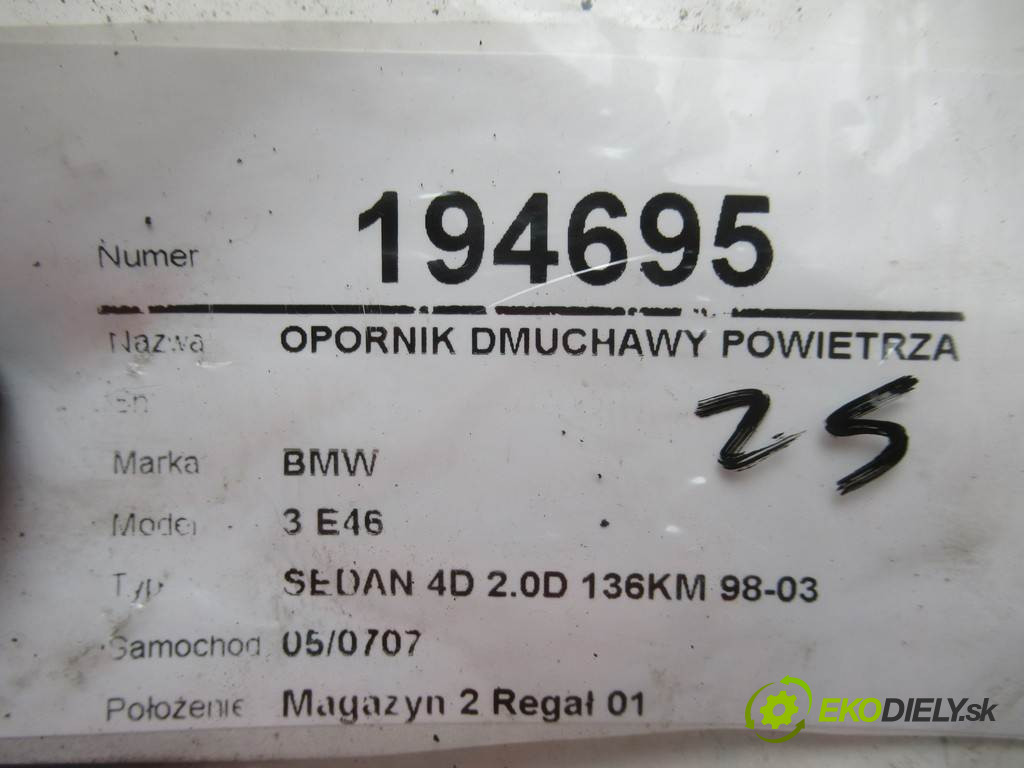 Numer 194695
Nazwa OPORNIK DMUCHAWY POWIETRZA
25
Marka BMW
Model 3 E46
Typ SEDAN 4D 2.0D 136KM 98-03
Samochod 05/0707
Położenie Magazyn 2 Regał 01
EKODIELY.sk